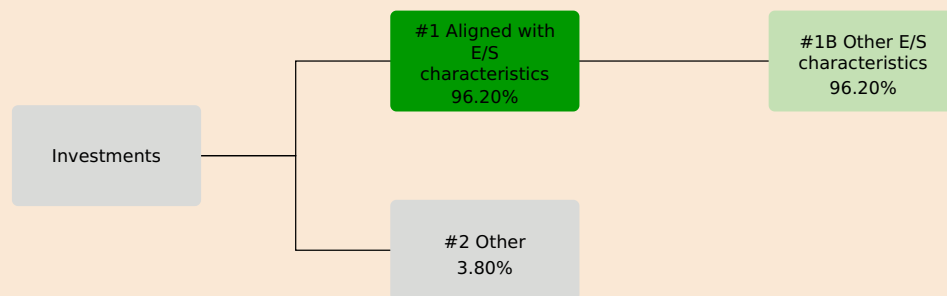 #1 Aligned with
E/S
characteristics
96.20%
#1B Other E/S
characteristics
96.20%
Investments
#2 Other
3.80%